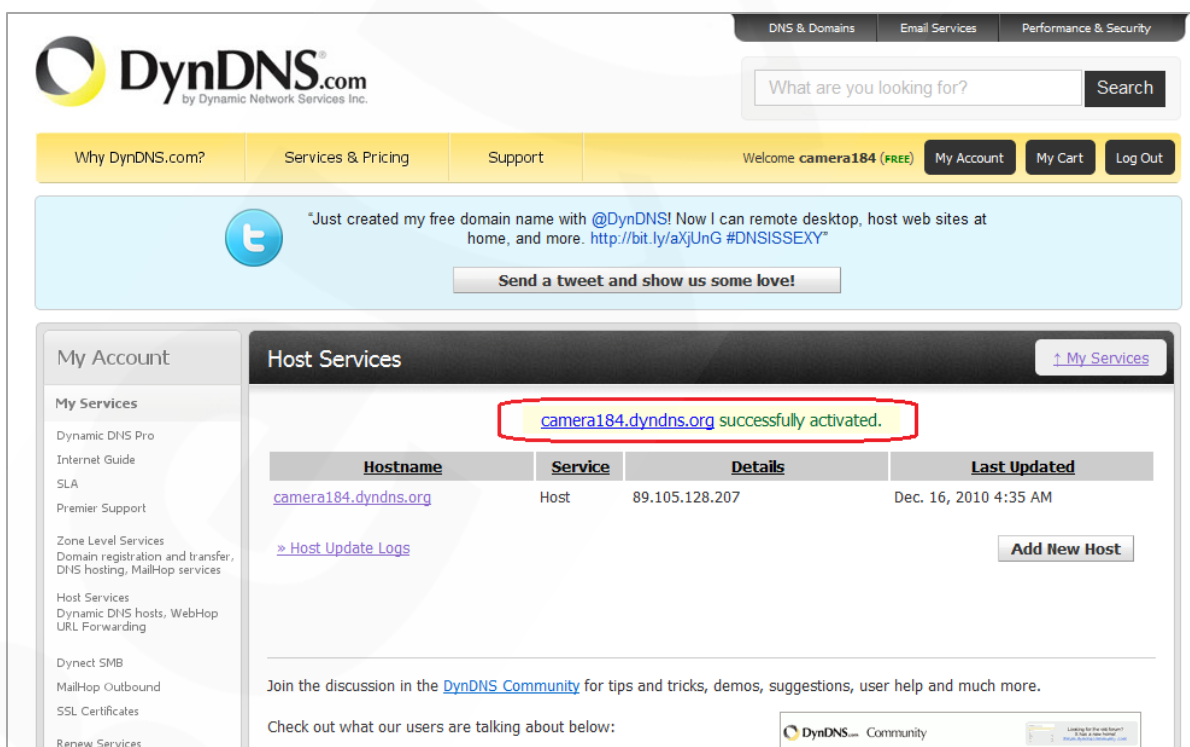 DNS & Domains Email Services Performance & Security
DynDNS.com
by Dynamic Network Services Inc.
What are you looking for? Search
Why DynDNS.com? Services & Pricing Support Welcome camera184 (FREE) My Account My Cart Log Out
"Just created my free domain name with @DynDNS! Now I can remote desktop, host web sites at
home, and more. http://bit.ly/aXjUnG #DNSISSEXY"
Send a tweet and show us some love!
My Account
Host Services
↑ My Services
My Services
Dynamic DNS Pro
Internet Guide
SLA
Premier Support
Zone Level Services
Domain registration and transfer,
DNS hosting, MailHop services
Host Services
Dynamic DNS hosts, WebHop
URL Forwarding
Dynect SMB
MailHop Outbound
SSL Certificates
Renew Services
camera184.dyndns.org successfully activated.
Hostname Service Details Last Updated
camera184.dyndns.org Host 89.105.128.207 Dec. 16, 2010 4:35 AM
» Host Update Logs
Add New Host
Join the discussion in the DynDNS Community for tips and tricks, demos, suggestions, user help and much more.
Check out what our users are talking about below:
DynDNS.com Community